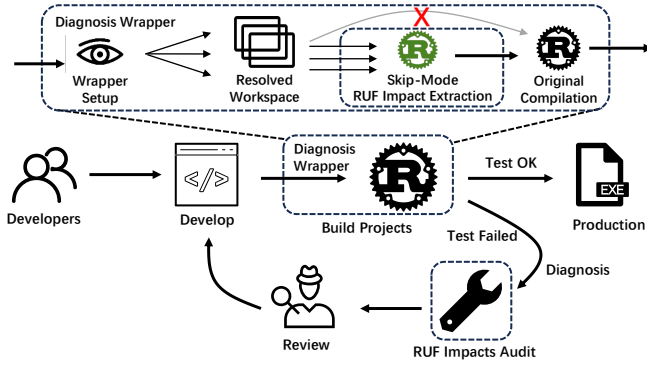 Diagnosis Wrapper
X
R
R
Wrapper
Setup
Resolved
Workspace
Skip-Mode
RUF Impact Extraction
Original
Compilation
Diagnosis
Wrapper
R
Test OK
</>
EXE
Developers
Develop
Build Projects
Production
Test Failed
Diagnosis
Review
RUF Impacts Audit